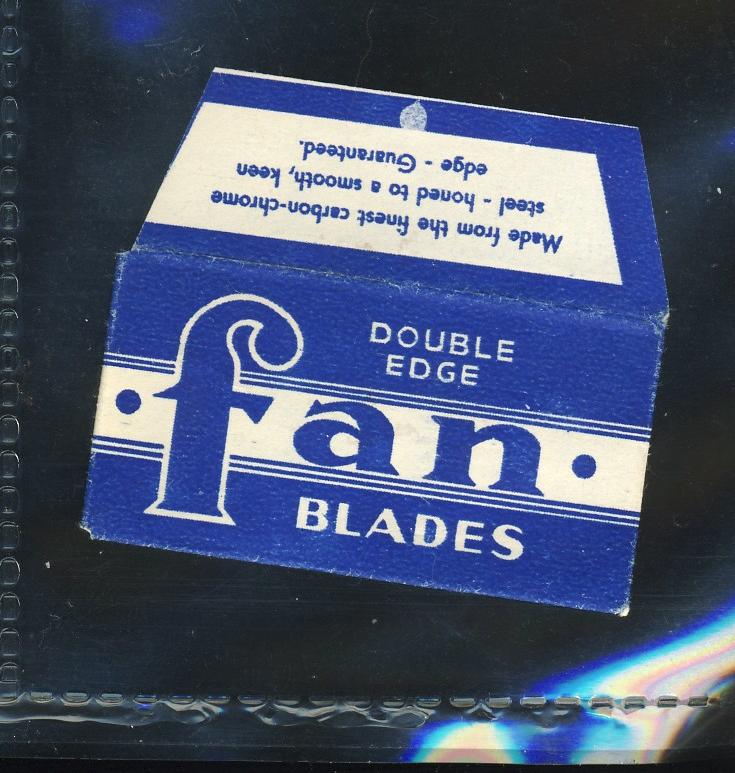 Made from the finest carbon-chrome
steel - honed to a smooth, keen
edge - Guaranteed.
DOUBLE
EDGE
fan
BLADES